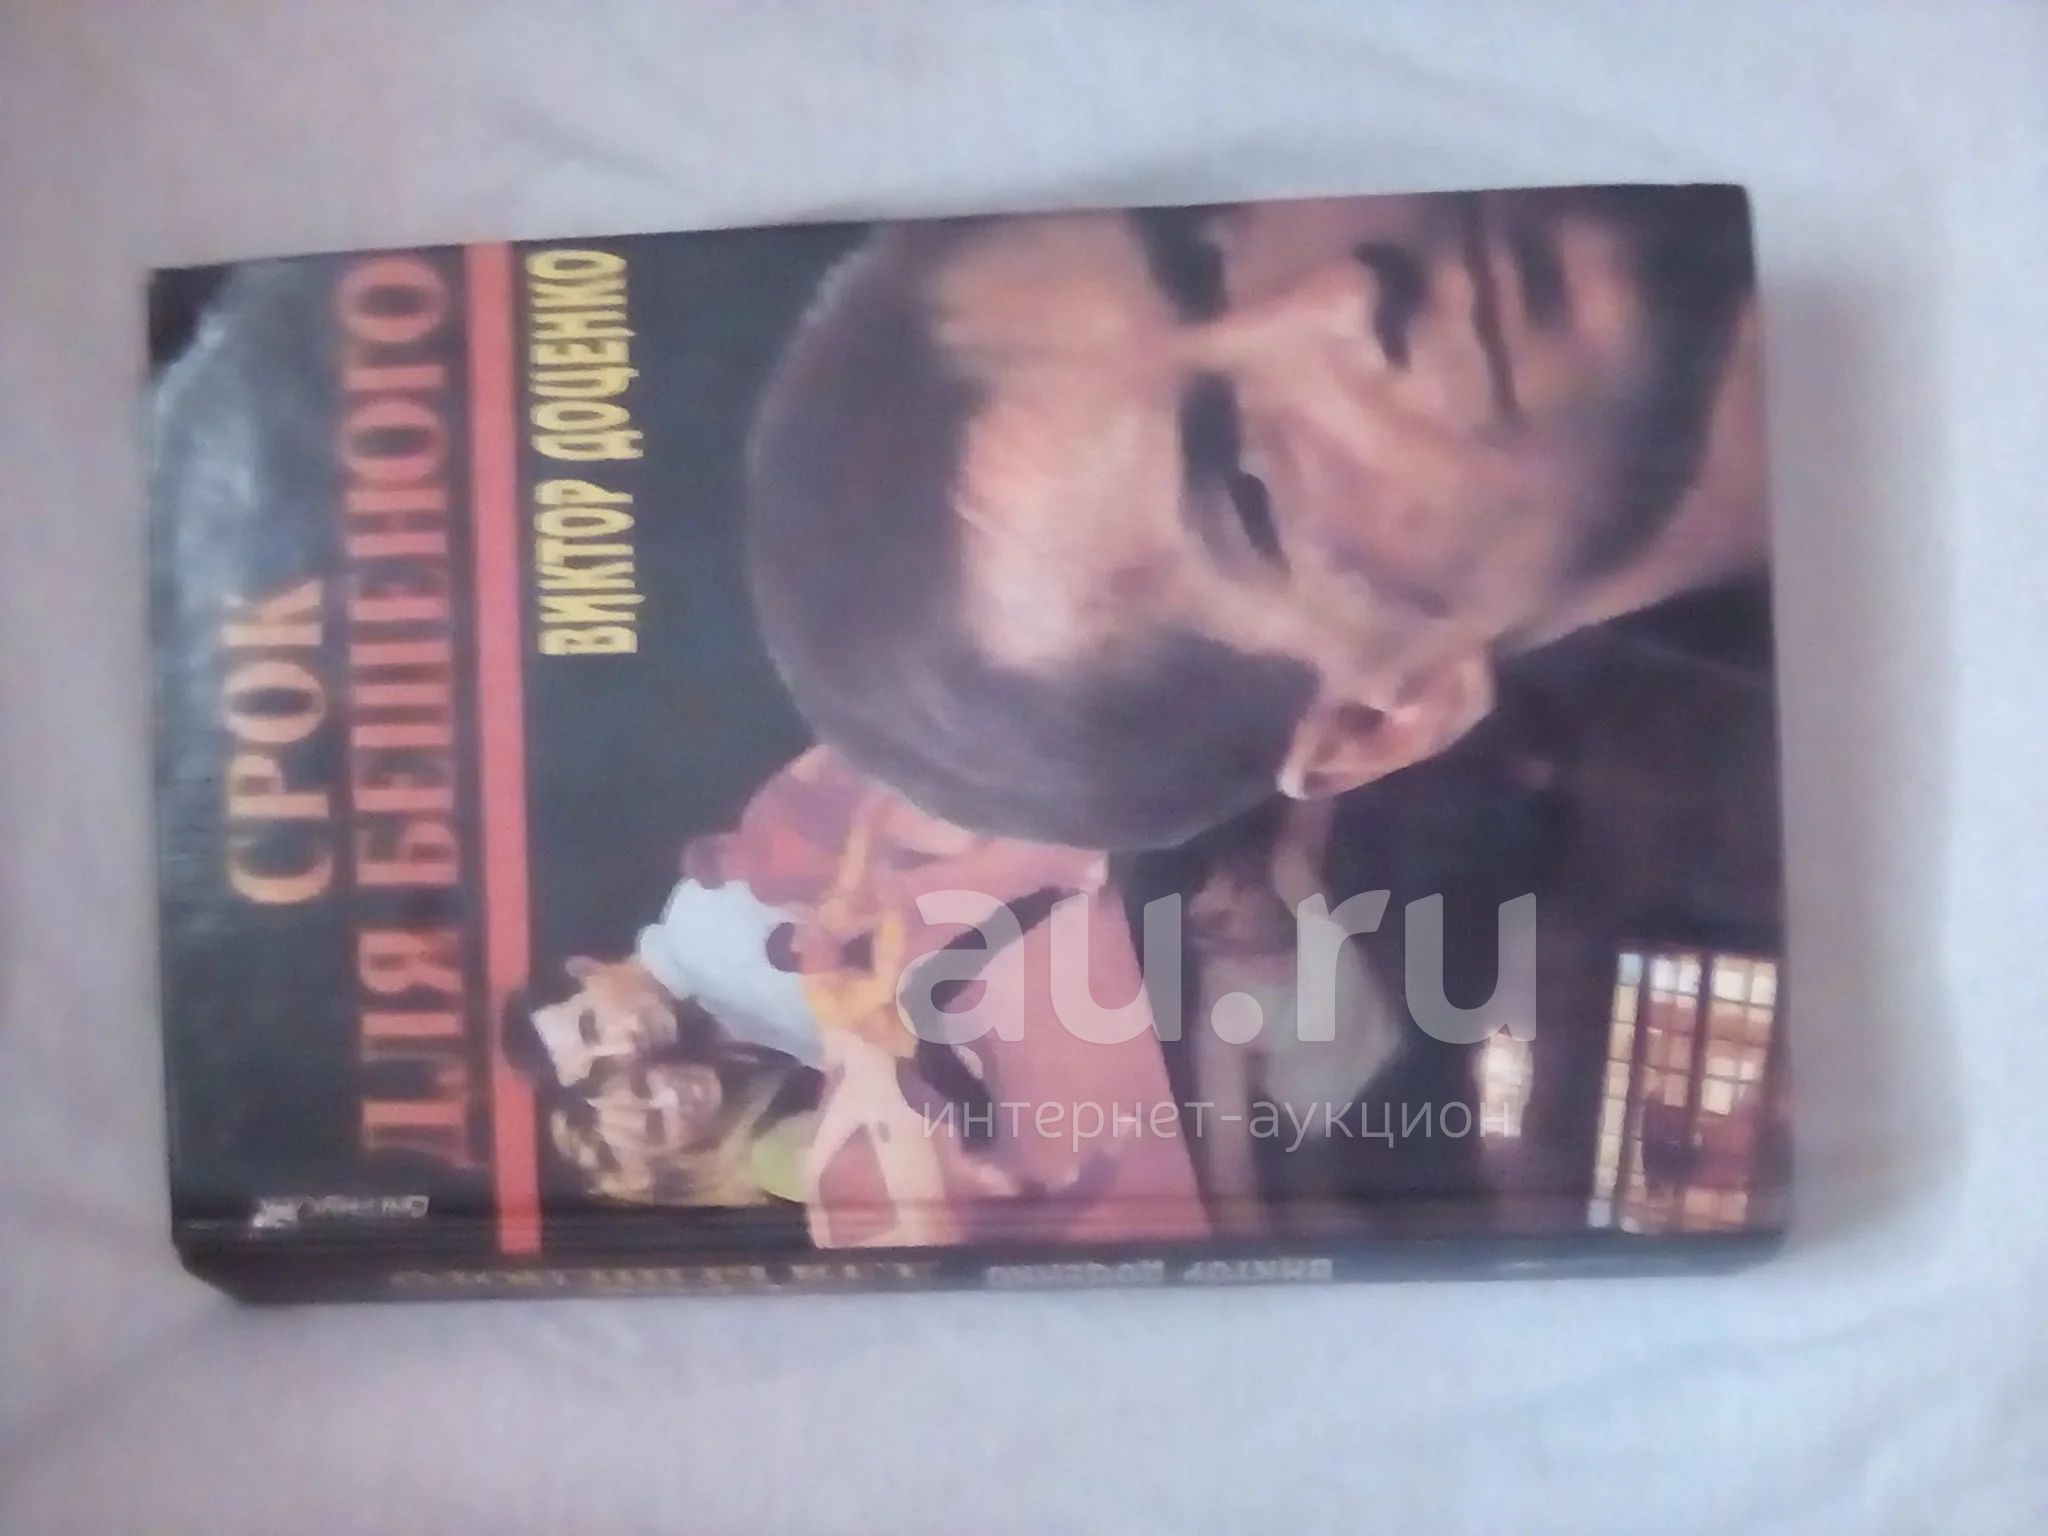 СРОК
ДЛЯ БЕШЕНОГО
ВИКТОР ДОЦЕНКО
au.ru
интернет-аукцион
ВИКТОР ДОЦЕНКО